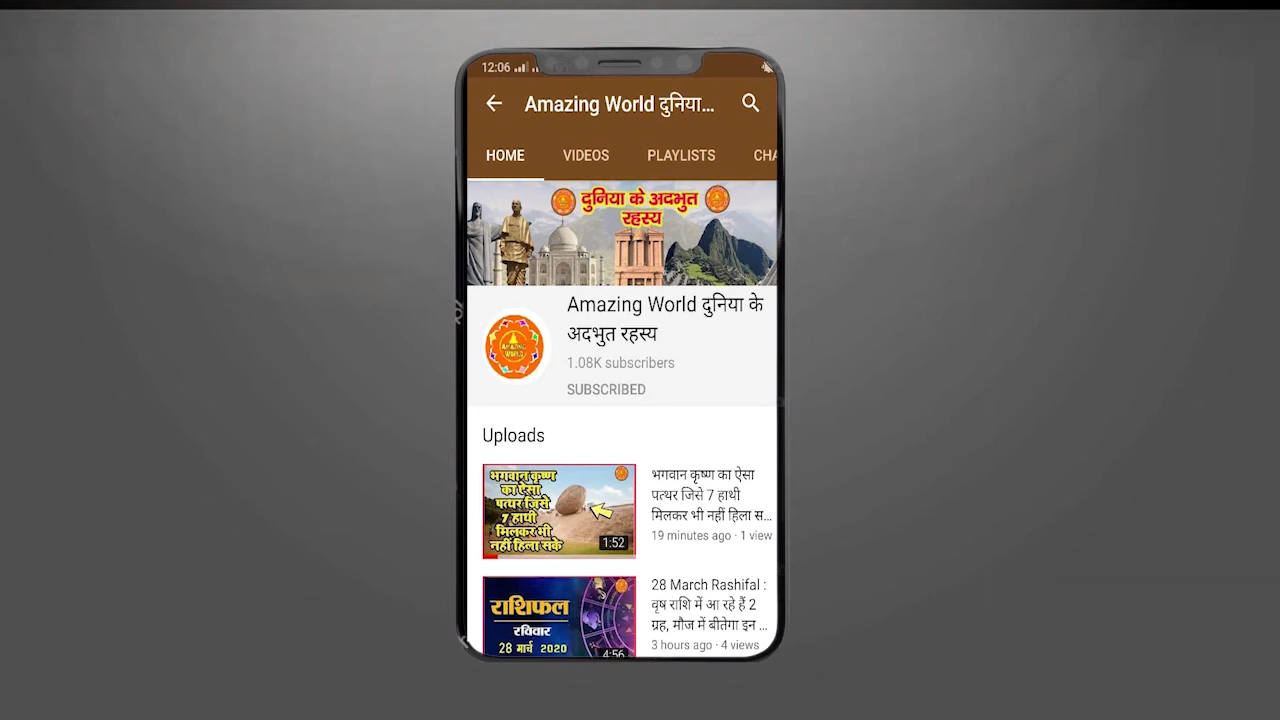 12:06
Amazing World दुनिया...
HOME VIDEOS PLAYLISTS CHA
दुनिया के अदभुत
रहस्य
Amazing World दुनिया के
अदभुत रहस्य
AMAZING
WORLD
1.08K subscribers
SUBSCRIBED
Uploads
भगवान कृष्ण
का ऐसा
पत्थर जिसे
7 हाथी
मिलकर भी
नहीं हिला सके
1:52
भगवान कृष्ण का ऐसा
पत्थर जिसे 7 हाथी
मिलकर भी नहीं हिला स...
19 minutes ago · 1 view
राशिफल
रविवार
28 मार्च 2020
4:56
28 March Rashifal :
वृष राशि में आ रहे हैं 2
ग्रह, मौज में बीतेगा इन ...
3 hours ago · 4 views